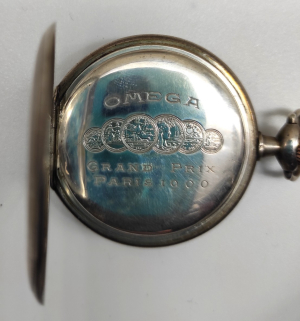 OMEGA
GRAND PRIX
PARIS 1900